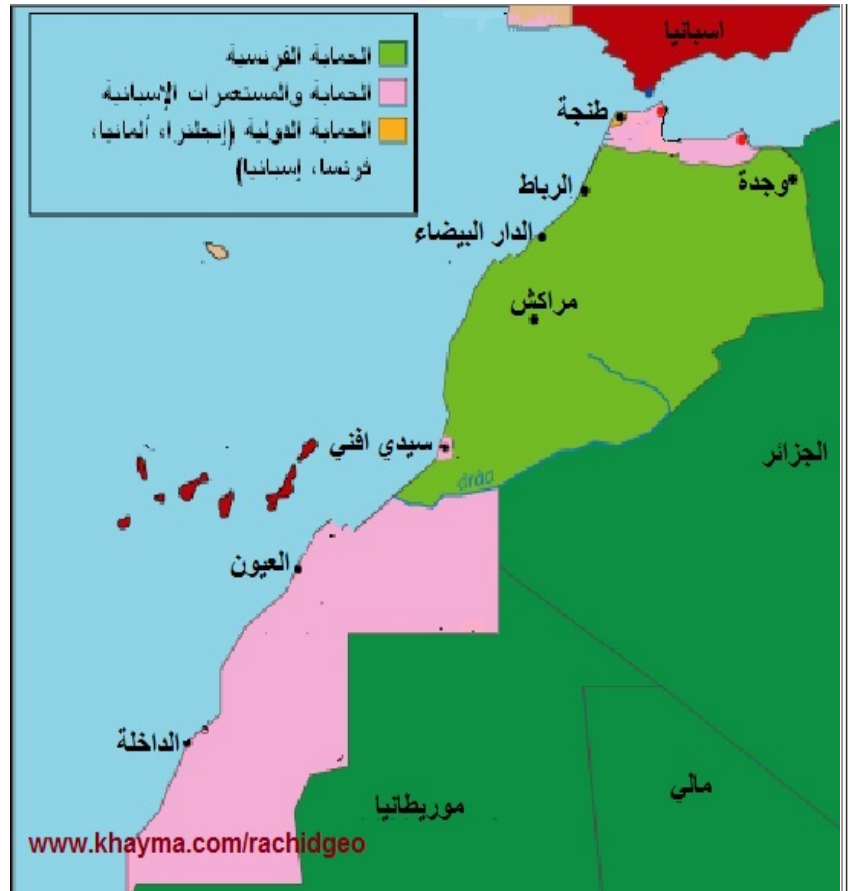 الحماية الفرنسية
الحماية والمستعمرات الإسبانية
الحماية الدولية (إنجلترا، ألمانيا،
فرنسا، إسبانيا)
اسبانيا
طنجة
وجدة
الرباط
الدار البيضاء
مراكش
سيدي افني
الجزائر
drâa
العيون
الداخلة
مالي
موريطانيا
www.khayma.com/rachidgeo